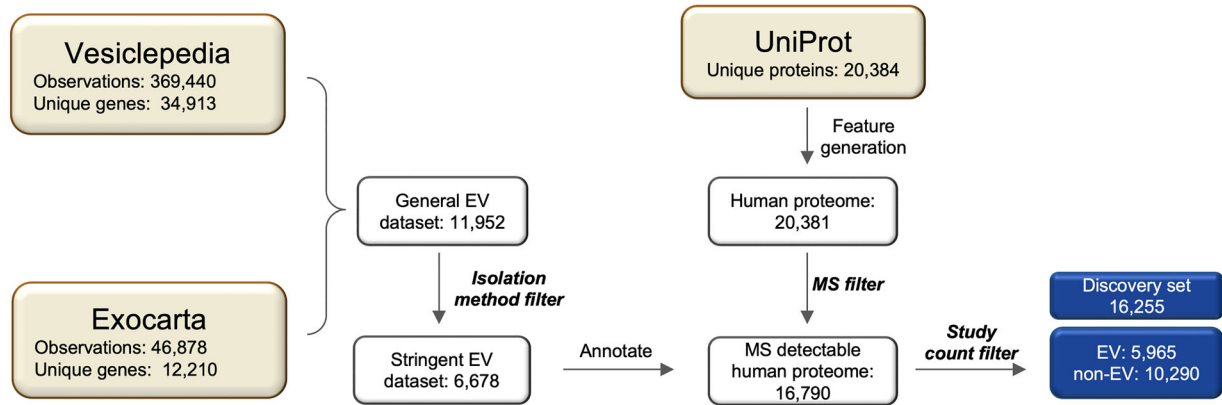 Vesiclepedia
Observations: 369,440
Unique genes: 34,913
Exocarta
Observations: 46,878
Unique genes: 12,210
General EV
dataset: 11,952
Isolation
method filter
Stringent EV
dataset: 6,678
Annotate
UniProt
Unique proteins: 20,384
Feature
generation
Human proteome:
20,381
MS filter
MS detectable
human proteome:
16,790
Study
count filter
Discovery set
16,255
EV: 5,965
non-EV: 10,290